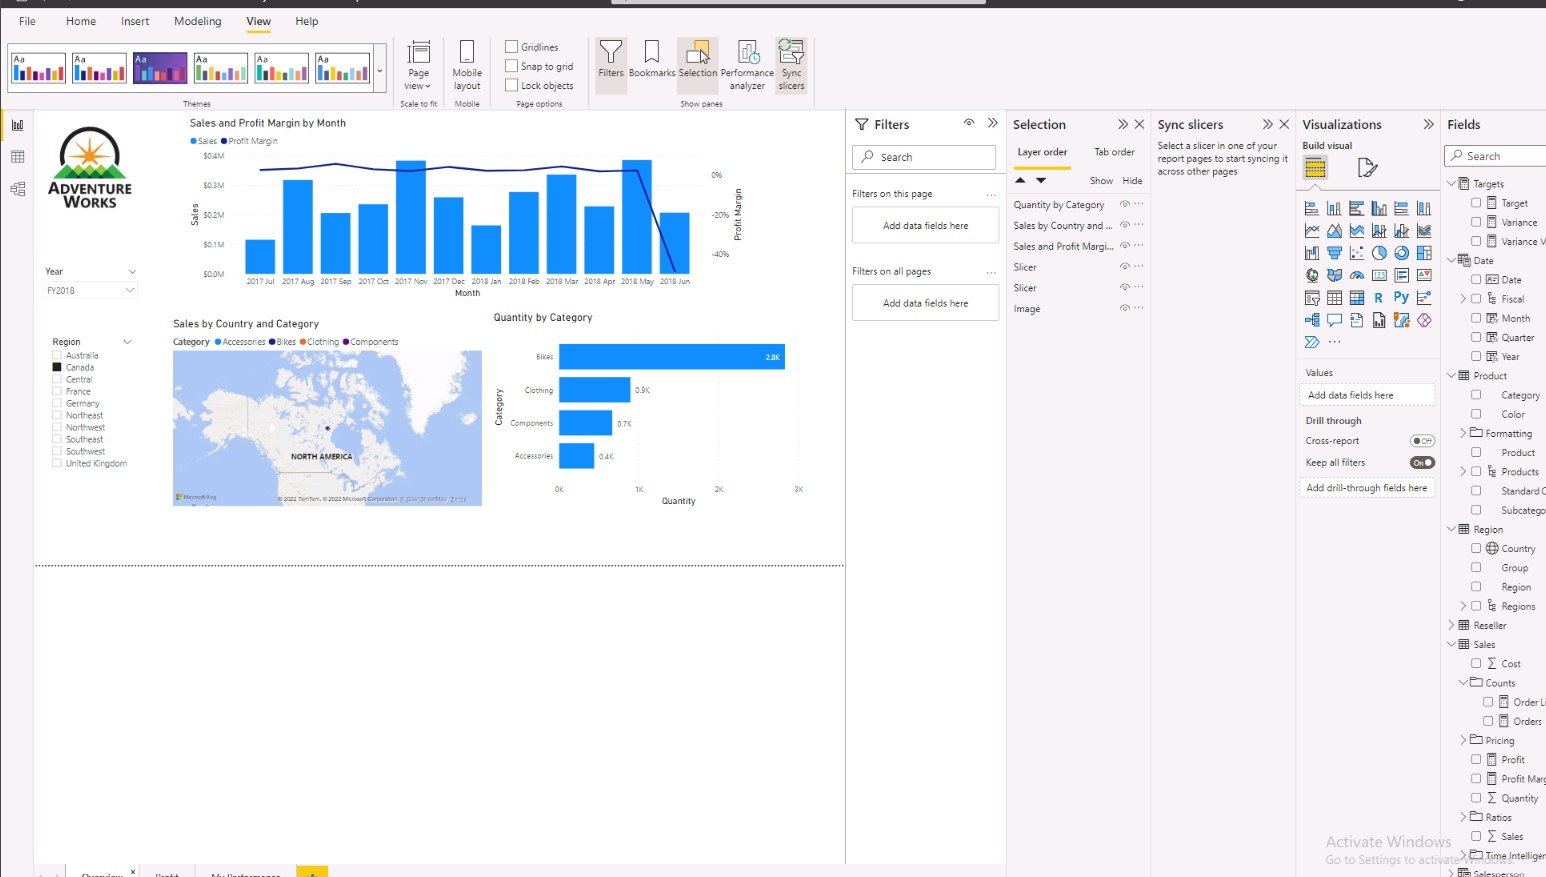 File Home Insert Modeling View Help
Aa Aa Aa Aa Aa Aa
Themes
Page view
Scale to fit
Mobile layout
Mobile
Gridlines
Snap to grid
Lock objects
Page options
Filters
Bookmarks
Selection
Performance analyzer
Sync slicers
Show panes
ADVENTURE
WORKS
Year
FY2018
Region
Australia
Canada
Central
France
Germany
Northeast
Northwest
Southeast
Southwest
United Kingdom
Sales and Profit Margin by Month
Sales Profit Margin
$0.4M
$0.3M
$0.2M
$0.1M
$0.0M
Sales
0%
-20%
-40%
Profit Margin
2017 Jul 2017 Aug 2017 Sep 2017 Oct 2017 Nov 2017 Dec 2018 Jan 2018 Feb 2018 Mar 2018 Apr 2018 May 2018 Jun
Month
Sales by Country and Category
Category Accessories Bikes Clothing Components
NORTH AMERICA
Microsoft Bing
© 2022 TomTom, © 2022 Microsoft Corporation, © OpenStreetMap Terms
Quantity by Category
Category
Bikes 2.8K
Clothing 0.9K
Components 0.7K
Accessories 0.4K
0K 1K 2K 3K
Quantity
Filters
Search
Filters on this page ...
Add data fields here
Filters on all pages ...
Add data fields here
Selection
Layer order Tab order
Show Hide
Quantity by Category ...
Sales by Country and ... ...
Sales and Profit Margi... ...
Slicer ...
Slicer ...
Image ...
Sync slicers
Select a slicer in one of your
report pages to start syncing it
across other pages
Visualizations
Build visual
123
R Py
...
Values
Add data fields here
Drill through
Cross-report Off
Keep all filters On
Add drill-through fields here
Fields
Search
Targets
Target
Variance
Variance M
Date
Date
Fiscal
Month
Quarter
Year
Product
Category
Color
Formatting
Product
Products
Standard C
Subcatego
Region
Country
Group
Region
Regions
Reseller
Sales
Cost
Counts
Order Li
Orders
Pricing
Profit
Profit Marg
Quantity
Ratios
Sales
Time Intelligen
Salesperson
Activate Windows
Go to Settings to activate Windows.
Overview Profit My Performance